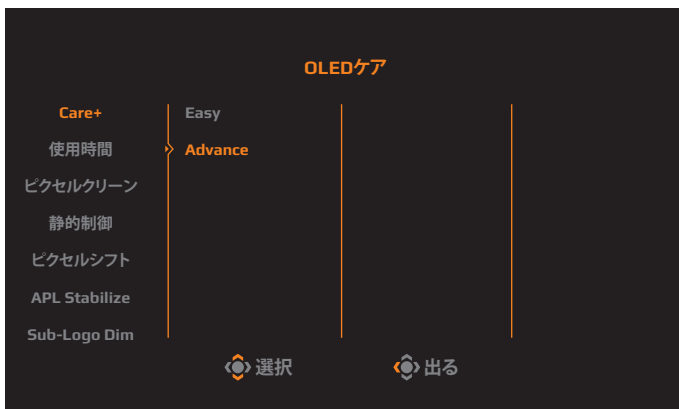 OLEDケア
Care+
Easy
使用時間
Advance
ピクセルクリーン
静的制御
ピクセルシフト
APL Stabilize
Sub-Logo Dim
選択
出る